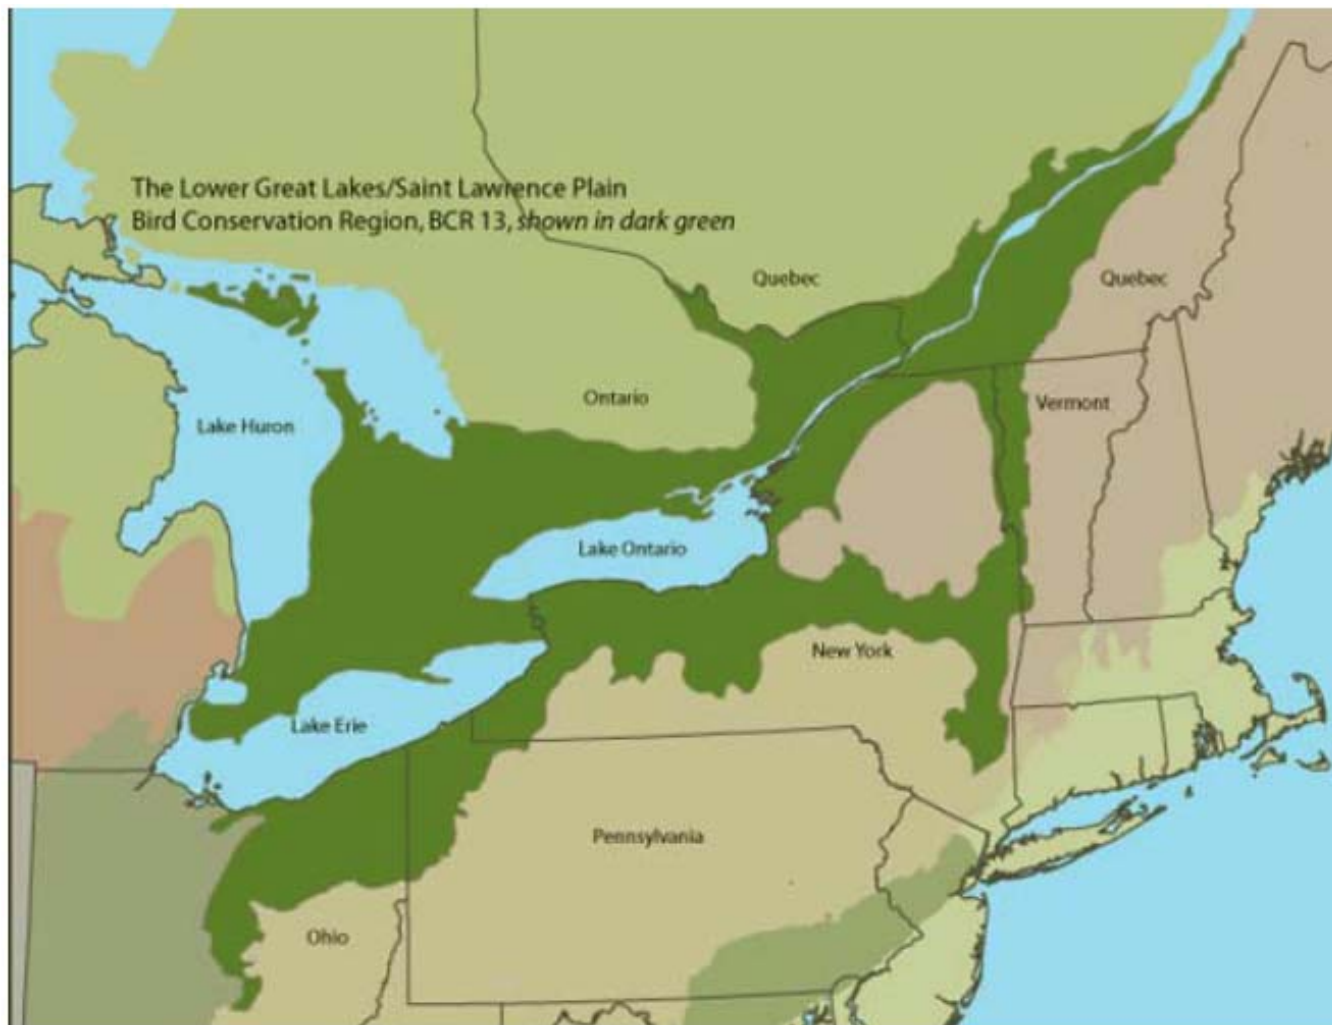 The Lower Great Lakes/Saint Lawrence Plain
Bird Conservation Region, BCR 13, shown in dark green
Quebec
Quebec
Ontario
Vermont
Lake Huron
Lake Ontario
New York
Lake Erie
Pennsylvania
Ohio